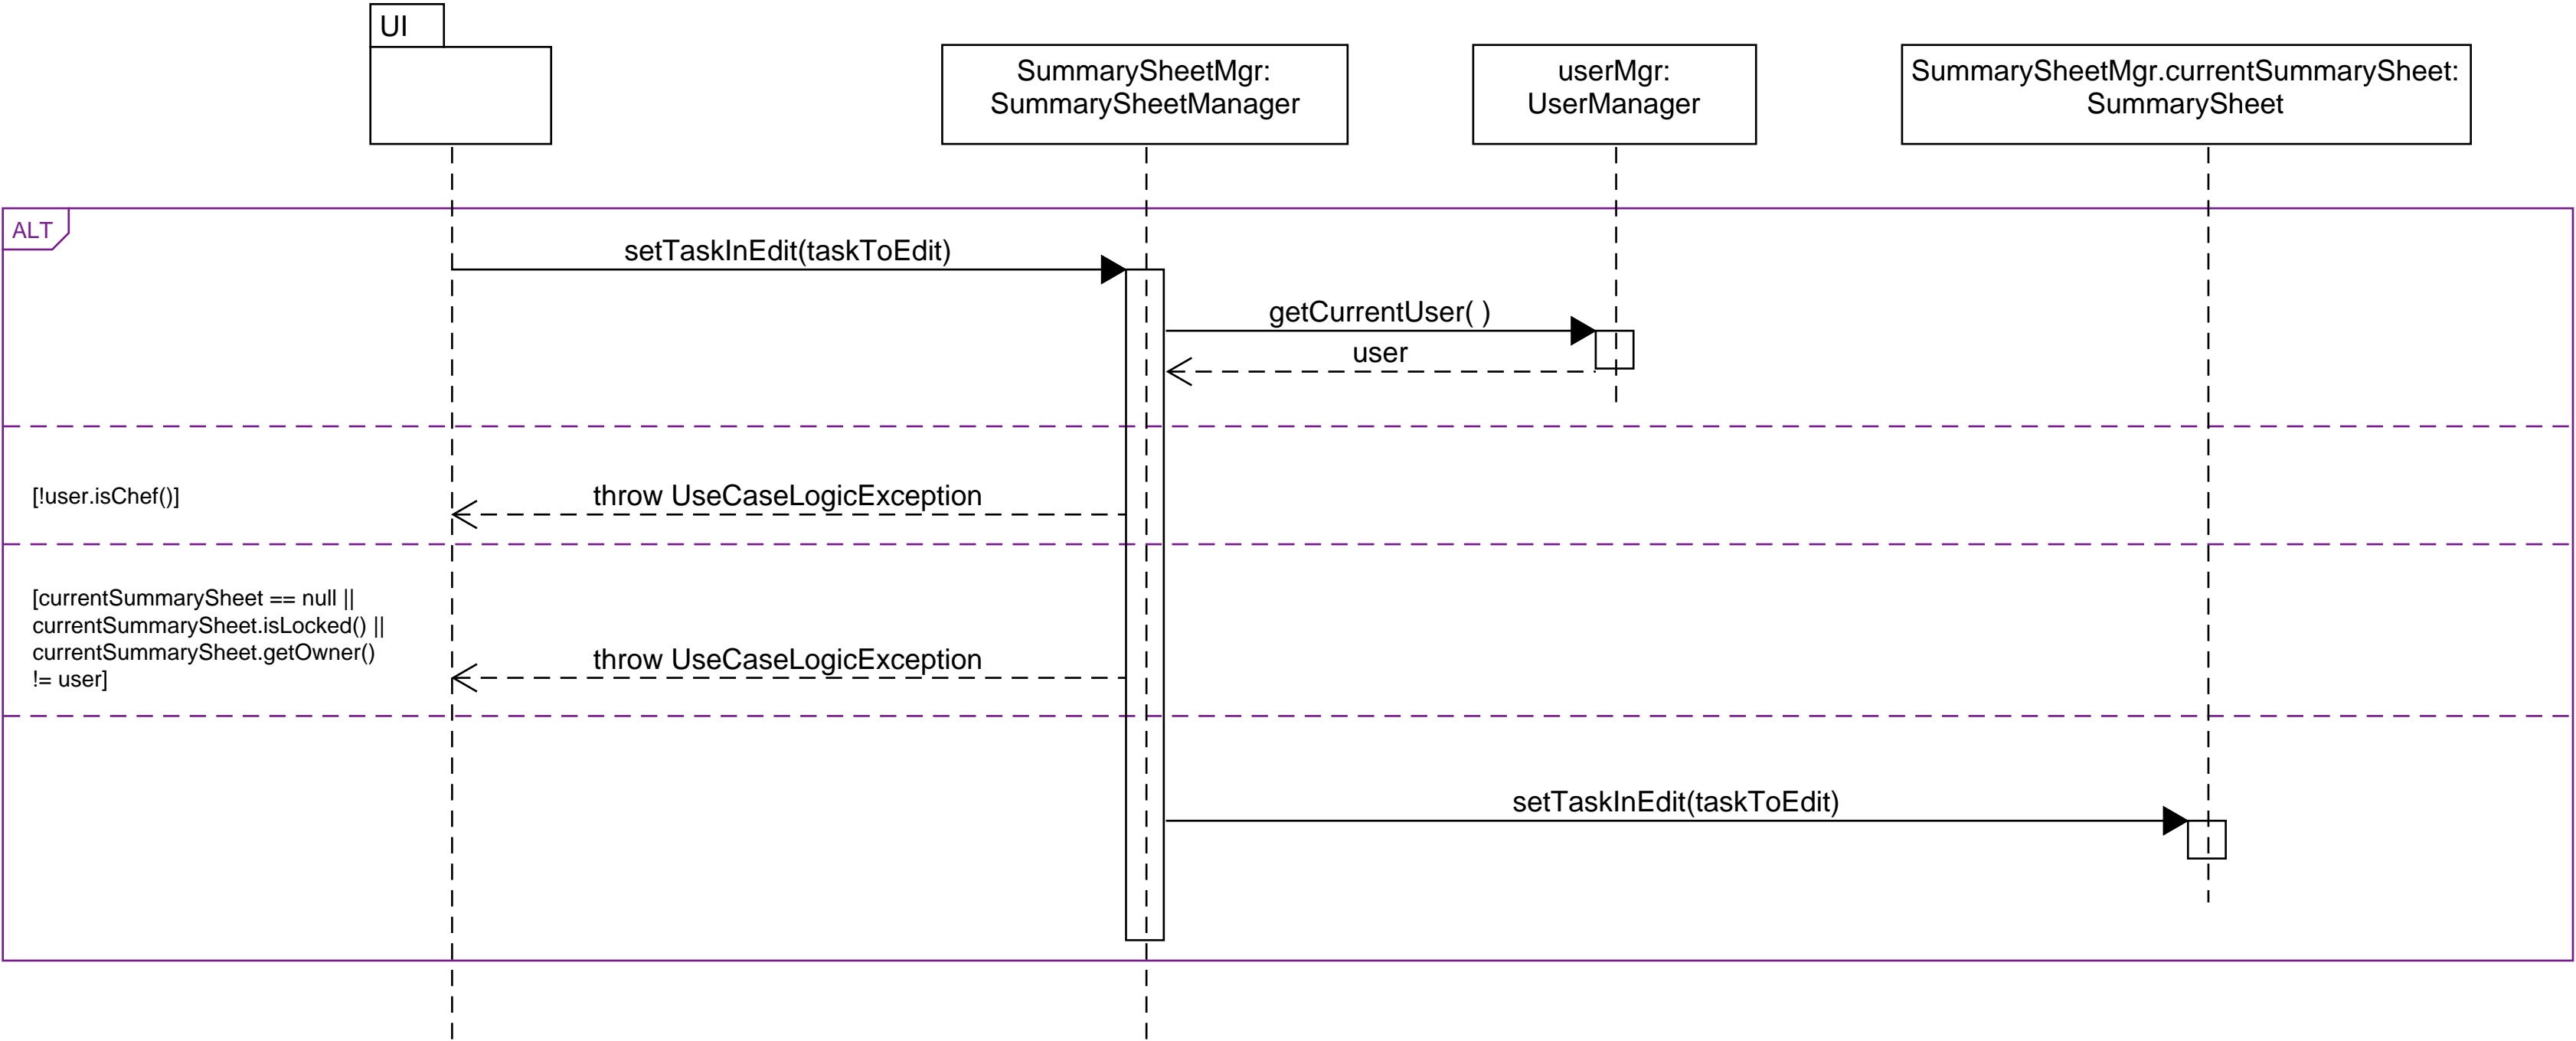 UI
SummarySheetMgr:
SummarySheetManager
userMgr:
UserManager
SummarySheetMgr.currentSummarySheet:
SummarySheet
ALT
setTaskInEdit(taskToEdit)
getCurrentUser( )
user
[!user.isChef()]
throw UseCaseLogicException
[currentSummarySheet == null ||
currentSummarySheet.isLocked() ||
currentSummarySheet.getOwner()
!= user]
throw UseCaseLogicException
setTaskInEdit(taskToEdit)